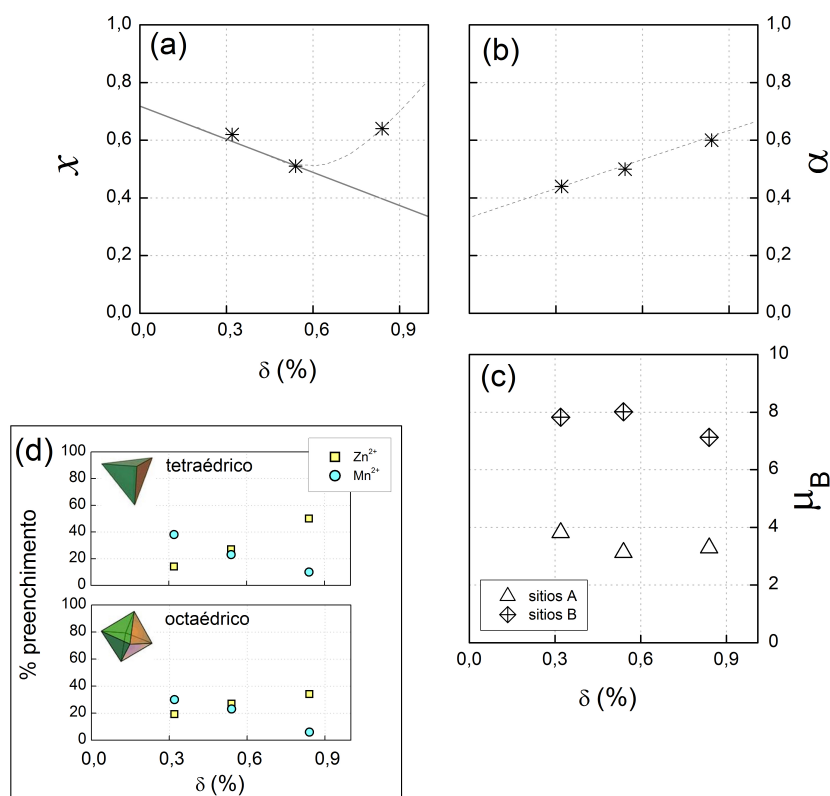 (a)
1,0
0,8
0,6
0,4
0,2
0,0
x
0,0 0,3 0,6 0,9
δ (%)
(b)
1,0
0,8
0,6
0,4
0,2
0,0
α
(c)
10
8
6
4
2
0
μB
sitios A
sitios B
0,0 0,3 0,6 0,9
δ (%)
(d)
% preenchimento
100
80
60
40
20
0
tetraédrico
Zn2+
Mn2+
100
80
60
40
20
0
octaédrico
0,0 0,3 0,6 0,9
δ (%)